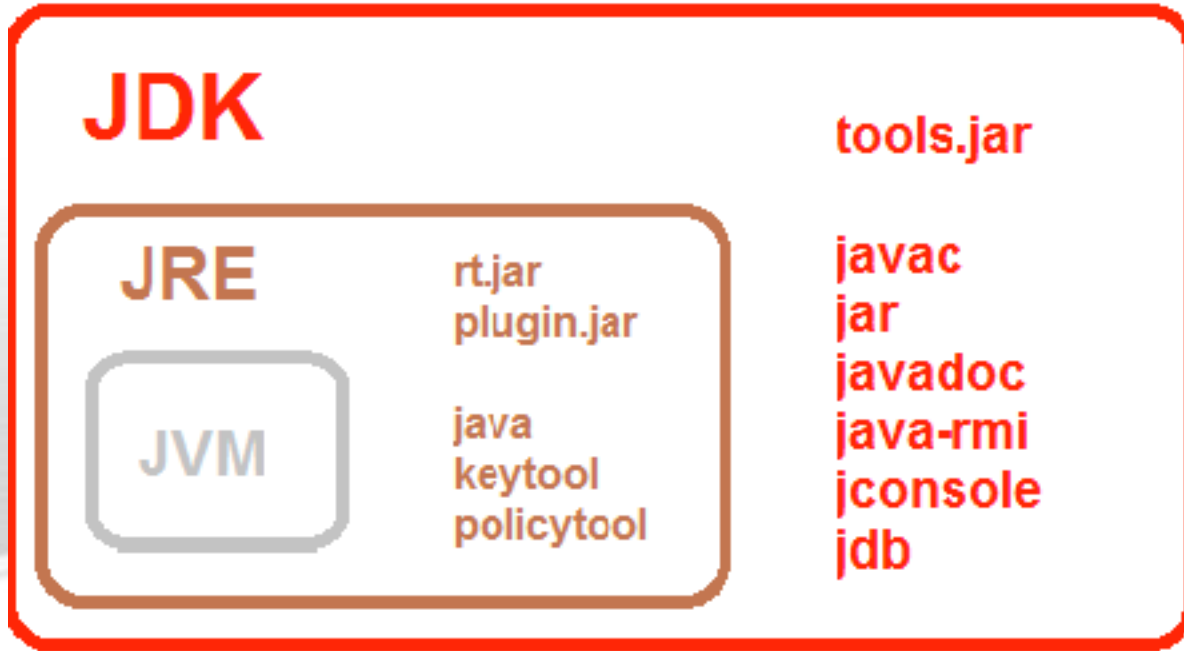 JDK
JRE
JVM
rt.jar
plugin.jar
java
keytool
policytool
tools.jar
javac
jar
javadoc
java-rmi
jconsole
jdb